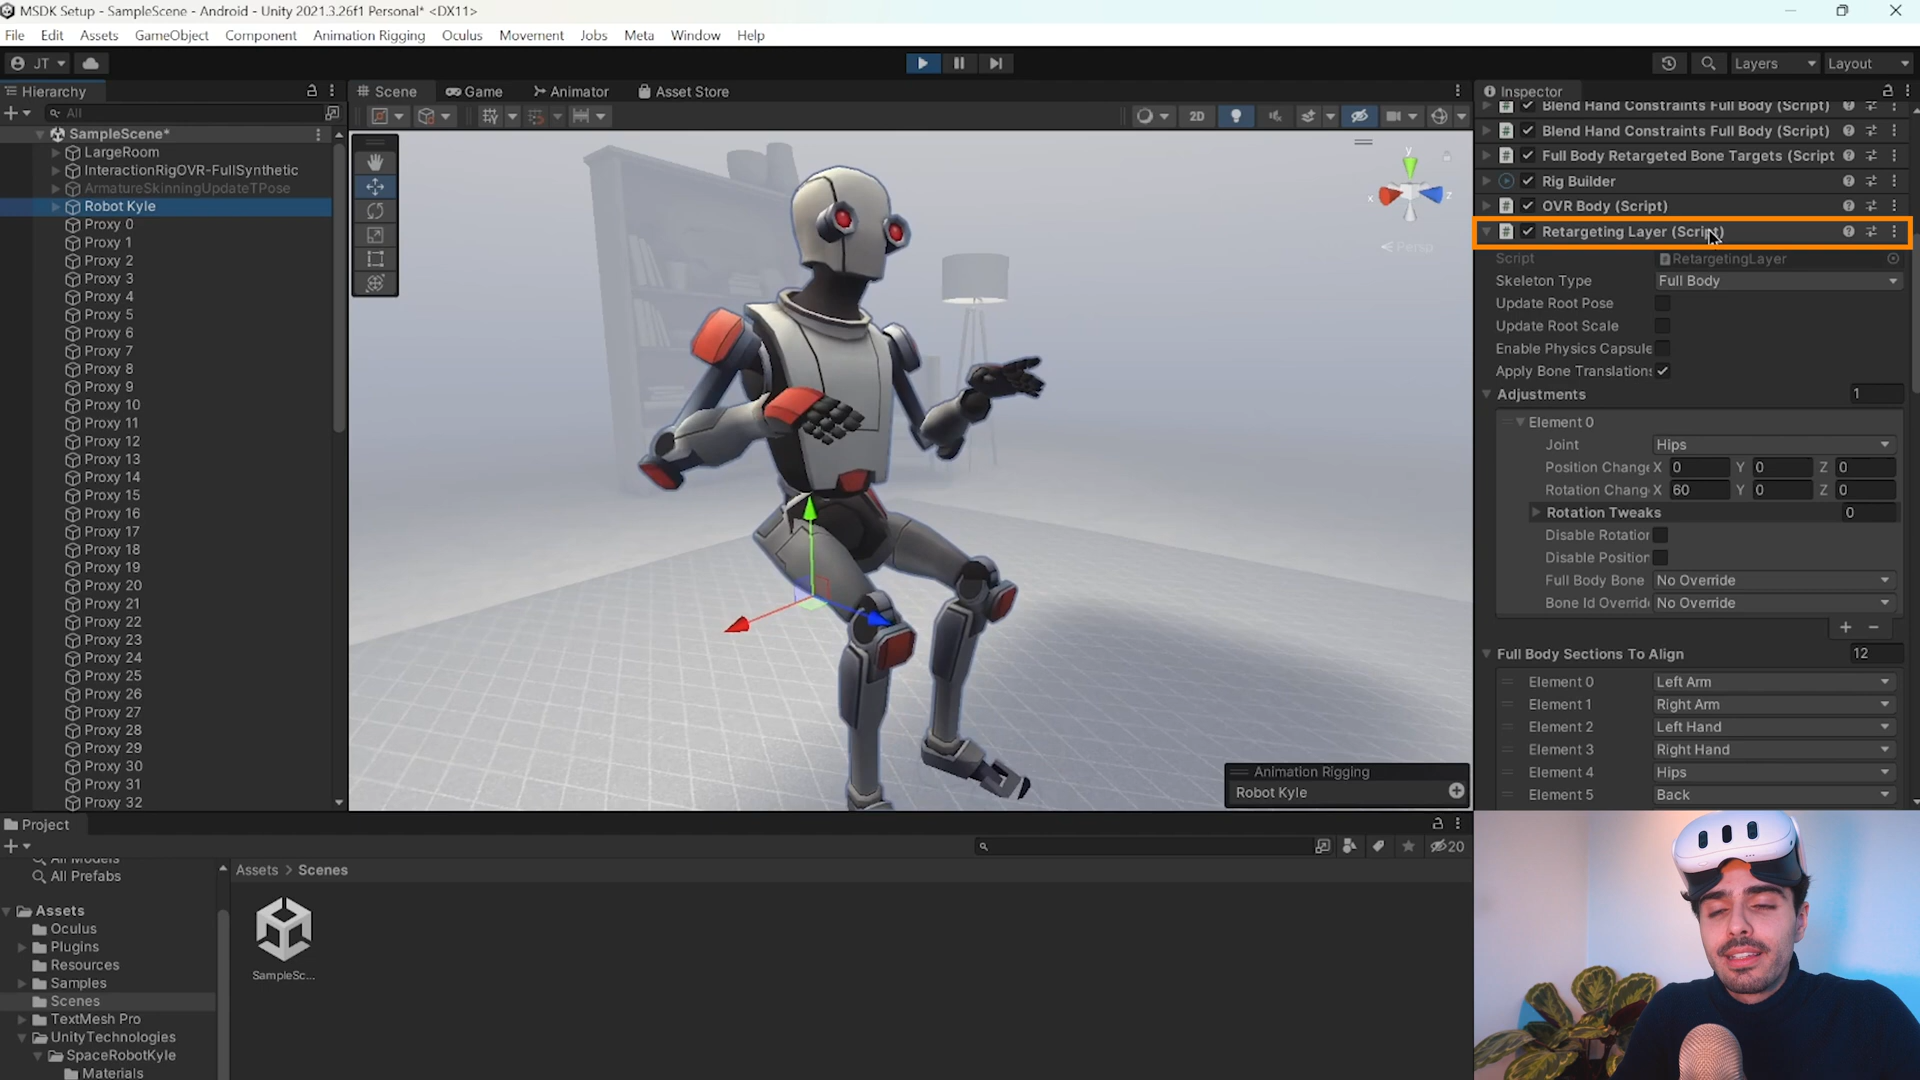 MSDK Setup - SampleScene - Android - Unity 2021.3.26f1 Personal* <DX11>
File Edit Assets GameObject Component Animation Rigging Oculus Movement Jobs Meta Window Help
JT
Layers Layout
Hierarchy
All
SampleScene*
LargeRoom
InteractionRigOVR-FullSynthetic
ArmatureSkinningUpdateTPose
Robot Kyle
Proxy 0
Proxy 1
Proxy 2
Proxy 3
Proxy 4
Proxy 5
Proxy 6
Proxy 7
Proxy 8
Proxy 9
Proxy 10
Proxy 11
Proxy 12
Proxy 13
Proxy 14
Proxy 15
Proxy 16
Proxy 17
Proxy 18
Proxy 19
Proxy 20
Proxy 21
Proxy 22
Proxy 23
Proxy 24
Proxy 25
Proxy 26
Proxy 27
Proxy 28
Proxy 29
Proxy 30
Proxy 31
Proxy 32
Scene Game Animator Asset Store
2D
y
x z
Persp
Animation Rigging
Robot Kyle
Inspector
Blend Hand Constraints Full Body (Script)
Blend Hand Constraints Full Body (Script)
Full Body Retargeted Bone Targets (Script
Rig Builder
OVR Body (Script)
Retargeting Layer (Script)
Script RetargetingLayer
Skeleton Type Full Body
Update Root Pose
Update Root Scale
Enable Physics Capsule
Apply Bone Translations
Adjustments 1
Element 0
Joint Hips
Position Change X 0 Y 0 Z 0
Rotation Chang X 60 Y 0 Z 0
Rotation Tweaks 0
Disable Rotation
Disable Position
Full Body Bone No Override
Bone Id Overrid No Override
+ -
Full Body Sections To Align 12
Element 0 Left Arm
Element 1 Right Arm
Element 2 Left Hand
Element 3 Right Hand
Element 4 Hips
Element 5 Back
Project
20
All Models
All Prefabs
Assets
Oculus
Plugins
Resources
Samples
Scenes
TextMesh Pro
UnityTechnologies
SpaceRobotKyle
Materials
Assets > Scenes
SampleSc...